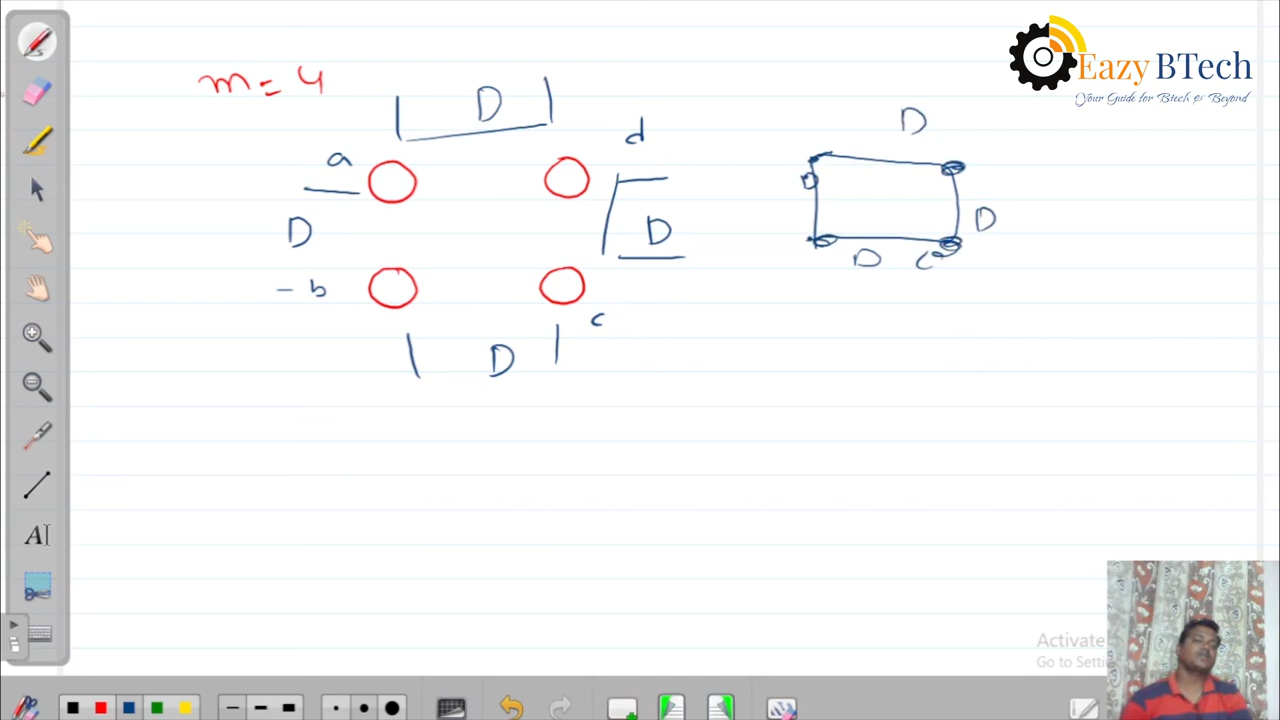 m = 4
D
a
d
D
D
- b
c
D
D
D
D
D
c
Eazy BTech
Your Guide for Btech & Beyond
A
Activate
Go to Setti